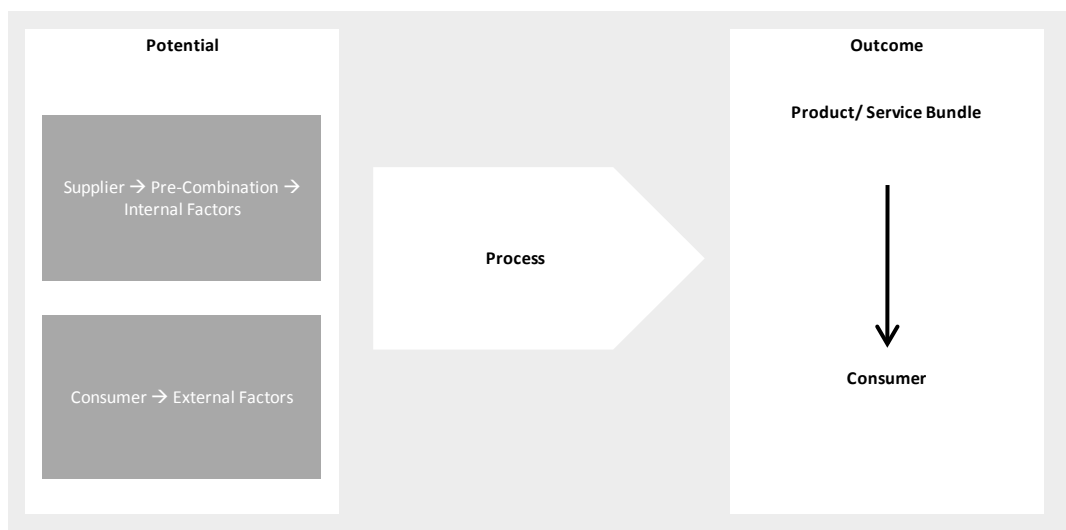 Potential
Supplier → Pre-Combination →
Internal Factors
Consumer → External Factors
Process
Outcome
Product/ Service Bundle
Consumer